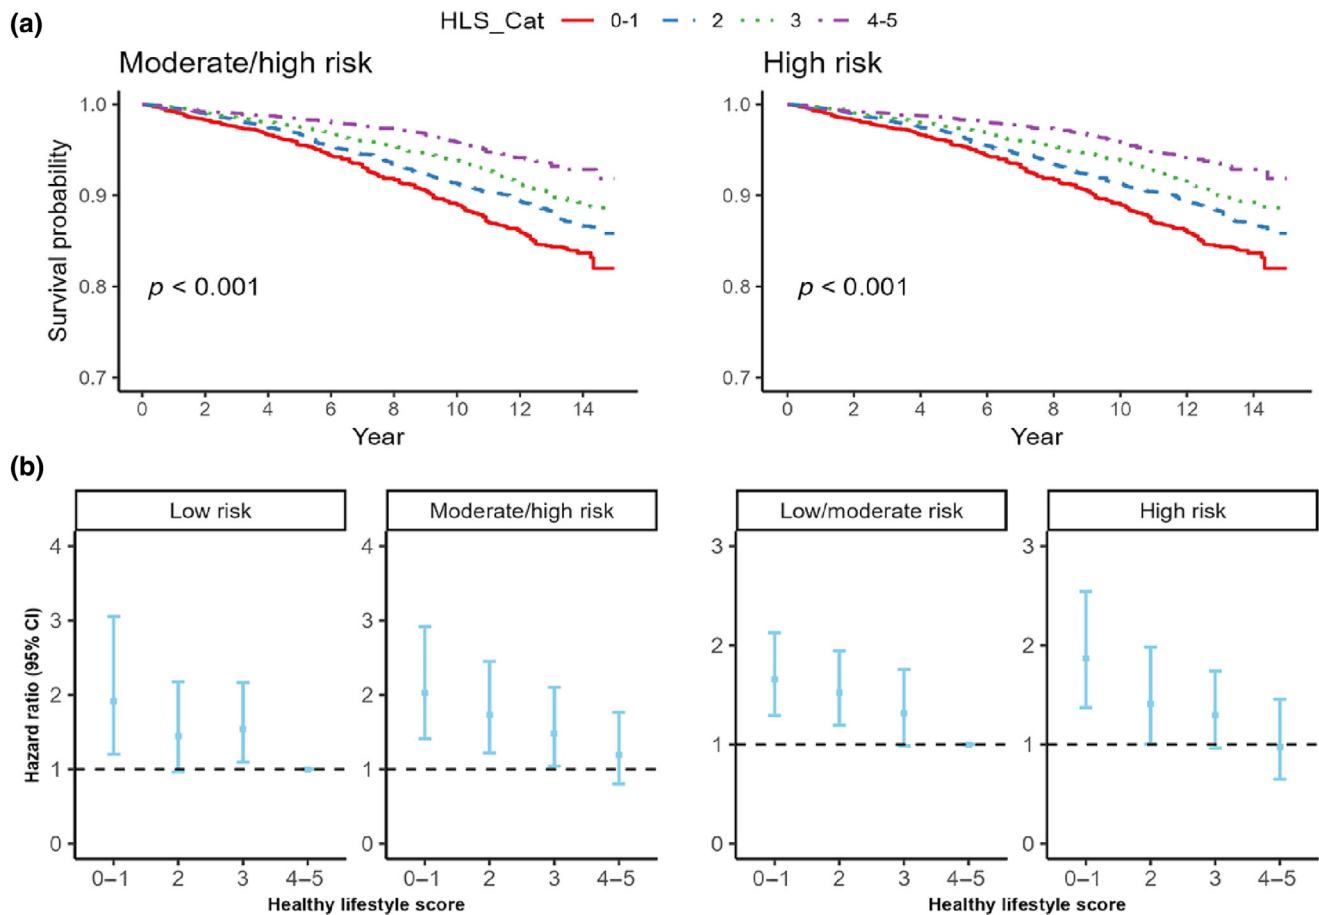 (a)
HLS_Cat 0-1 2 3 4-5
Moderate/high risk
Survival probability
1.0
0.9
0.8
0.7
p < 0.001
0 2 4 6 8 10 12 14
Year
High risk
1.0
0.9
0.8
0.7
p < 0.001
0 2 4 6 8 10 12 14
Year
(b)
Hazard ratio (95% CI)
Low risk
4
3
2
1
0
0–1 2 3 4–5
Moderate/high risk
4
3
2
1
0
0–1 2 3 4–5
Healthy lifestyle score
Low/moderate risk
3
2
1
0
0–1 2 3 4–5
High risk
3
2
1
0
0–1 2 3 4–5
Healthy lifestyle score